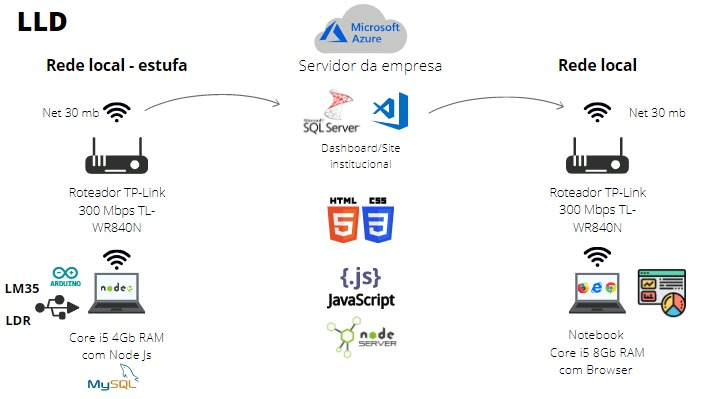 LLD
Microsoft
Azure
Rede local - estufa
Servidor da empresa
Rede local
Net 30 mb
Microsoft
SQL Server
Net 30 mb
Dashboard/Site
institucional
Roteador TP-Link
300 Mbps TL-
WR840N
Roteador TP-Link
300 Mbps TL-
WR840N
HTML
5
CSS
3
LM35
ARDUINO
LDR
node
{.js}
JavaScript
node
SERVER
Core i5 4Gb RAM
com Node Js
MySQL
Notebook
Core i5 8Gb RAM
com Browser